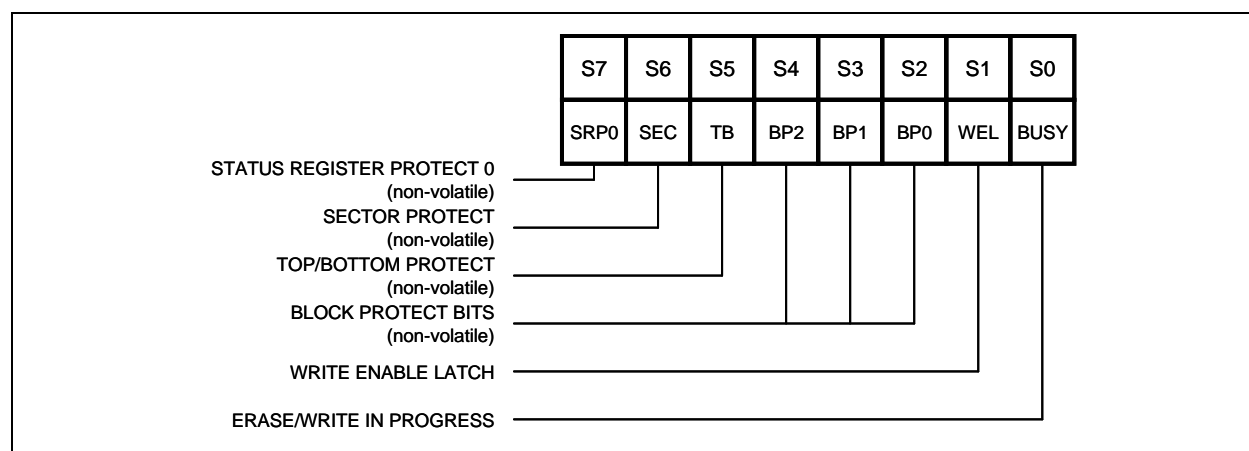 S7 S6 S5 S4 S3 S2 S1 S0
SRP0 SEC TB BP2 BP1 BP0 WEL BUSY
STATUS REGISTER PROTECT 0
(non-volatile)
SECTOR PROTECT
(non-volatile)
TOP/BOTTOM PROTECT
(non-volatile)
BLOCK PROTECT BITS
(non-volatile)
WRITE ENABLE LATCH
ERASE/WRITE IN PROGRESS